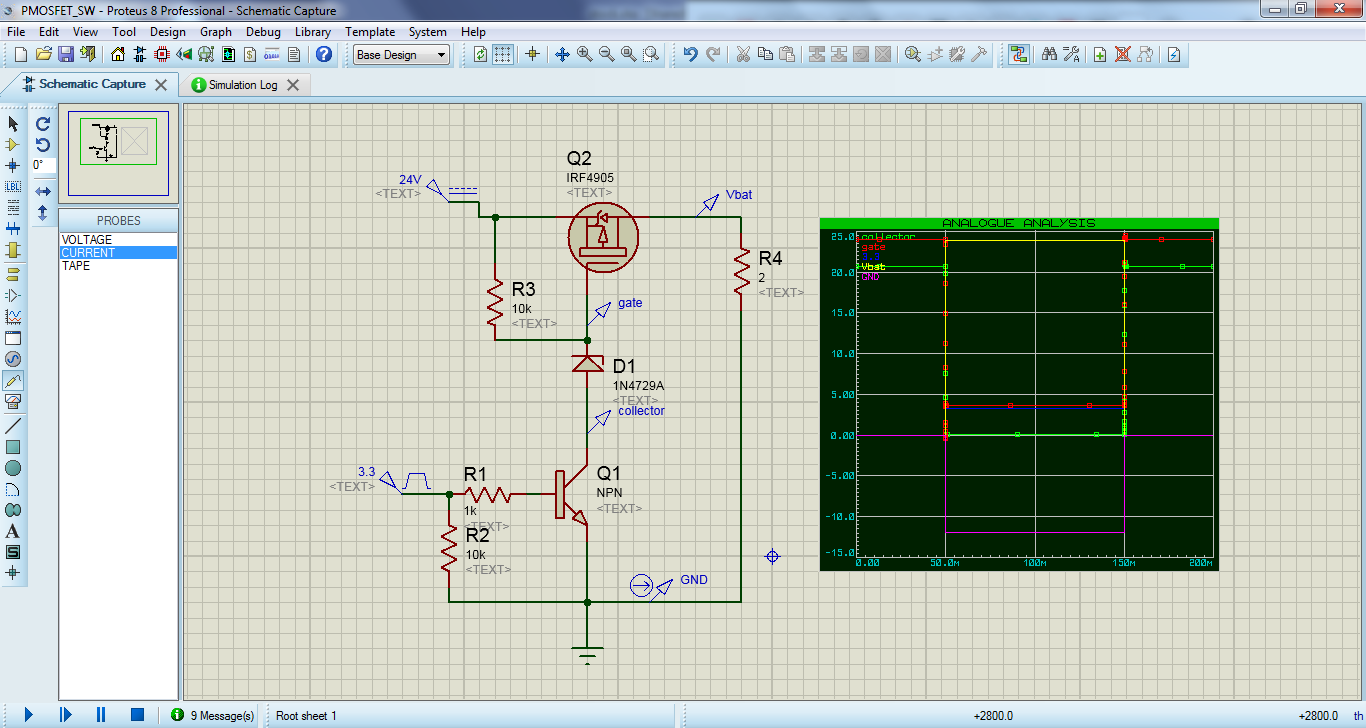 PMOSFET_SW - Proteus 8 Professional - Schematic Capture
File Edit View Tool Design Graph Debug Library Template System Help
Base Design
Schematic Capture
Simulation Log
0°
LBL
PROBES
VOLTAGE
CURRENT
TAPE
A
S
Q2
IRF4905
<TEXT>
24V
<TEXT>
Vbat
R3
10k
<TEXT>
gate
R4
2
<TEXT>
D1
1N4729A
<TEXT>
collector
3.3
<TEXT>
R1
1k
<TEXT>
Q1
NPN
<TEXT>
R2
10k
<TEXT>
GND
ANALOGUE ANALYSIS
25.0
collector
gate
Vbat
GND
20.0
15.0
10.0
5.00
0.00
-5.00
-10.0
-15.0
0.00 50.0m 100m 150m 200m
9 Message(s) Root sheet 1 +2800.0 +2800.0 th